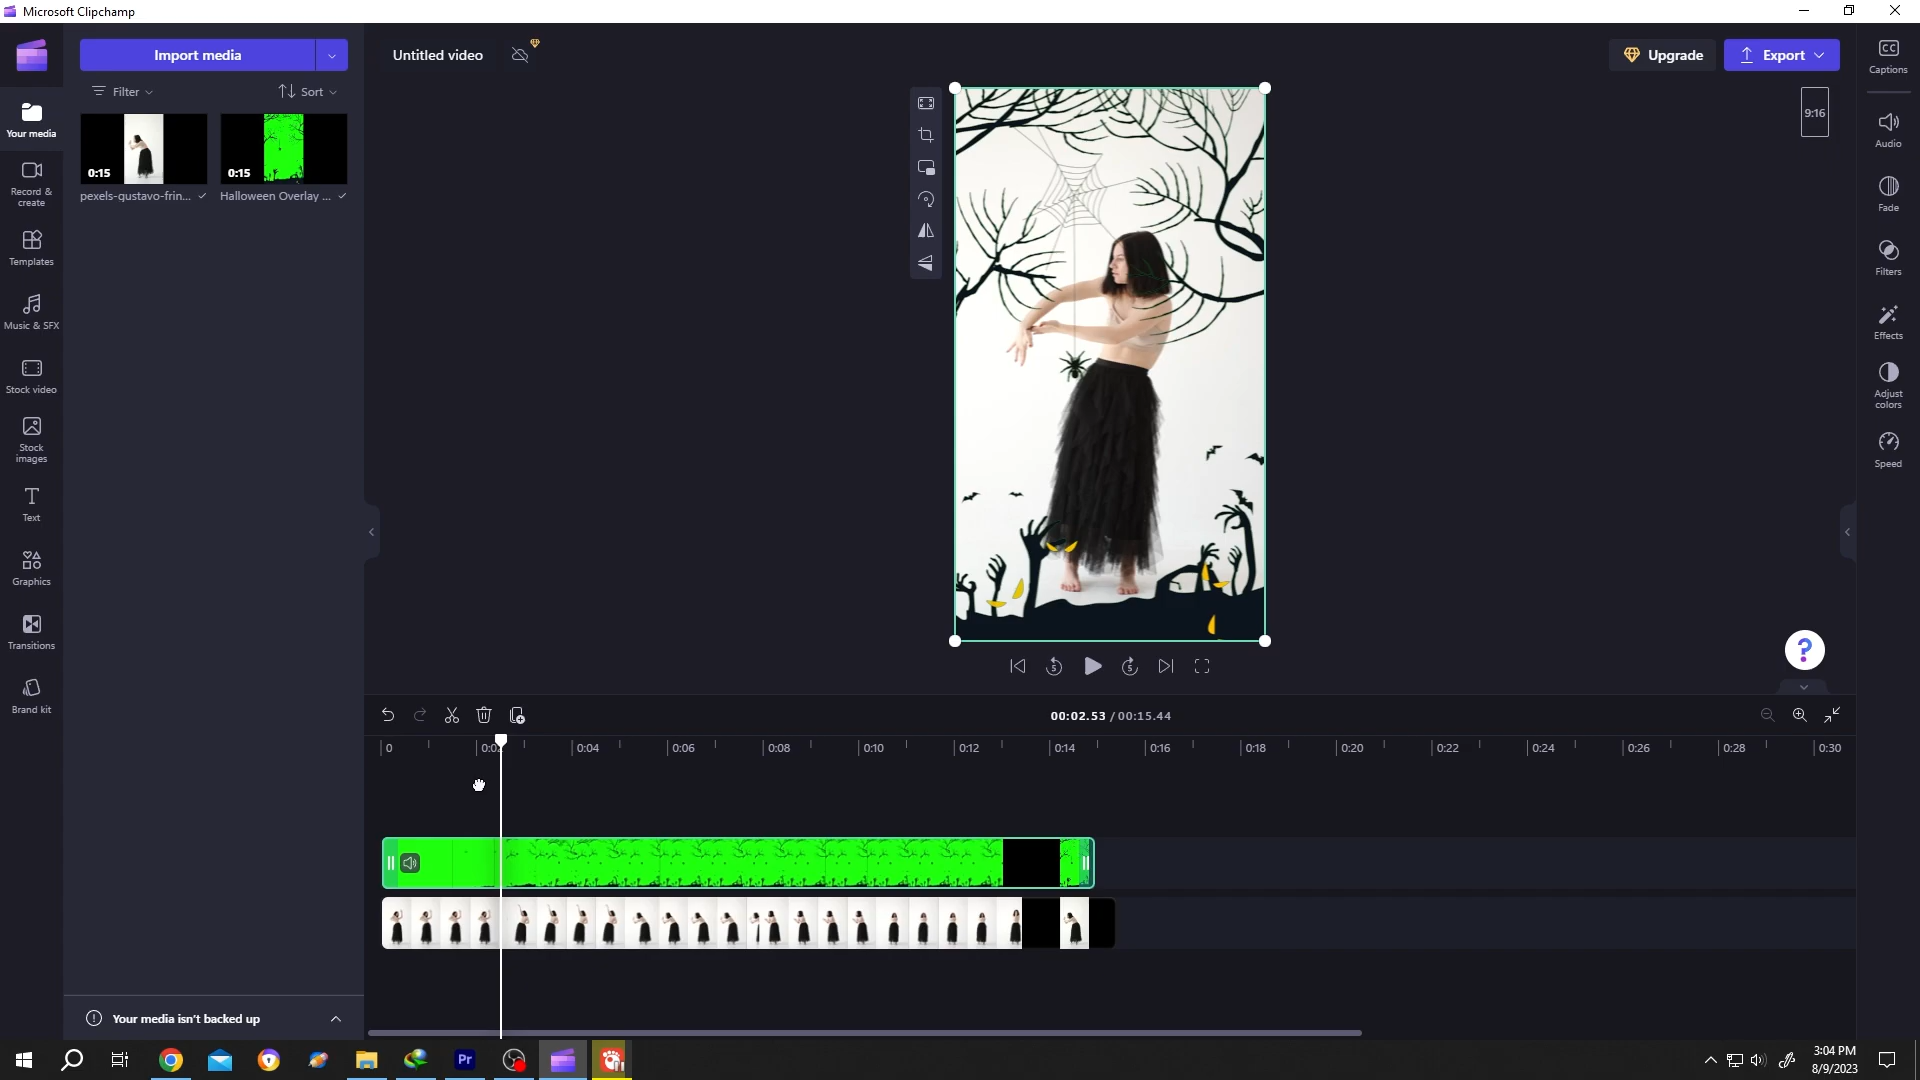 Microsoft Clipchamp
Import media
Filter
Sort
0:15
0:15
pexels-gustavo-frin...
Halloween Overlay ...
Your media
Record &
create
Templates
Music & SFX
Stock video
Stock
images
Text
Graphics
Transitions
Brand kit
Your media isn't backed up
Untitled video
Upgrade
Export
9:16
5
5
?
CC
Captions
Audio
Fade
Filters
Effects
Adjust
colors
Speed
00:02.53 / 00:15.44
0
0:04
0:06
0:08
0:10
0:12
0:14
0:16
0:18
0:20
0:22
0:24
0:26
0:28
0:30
Pr
3:04 PM
8/9/2023